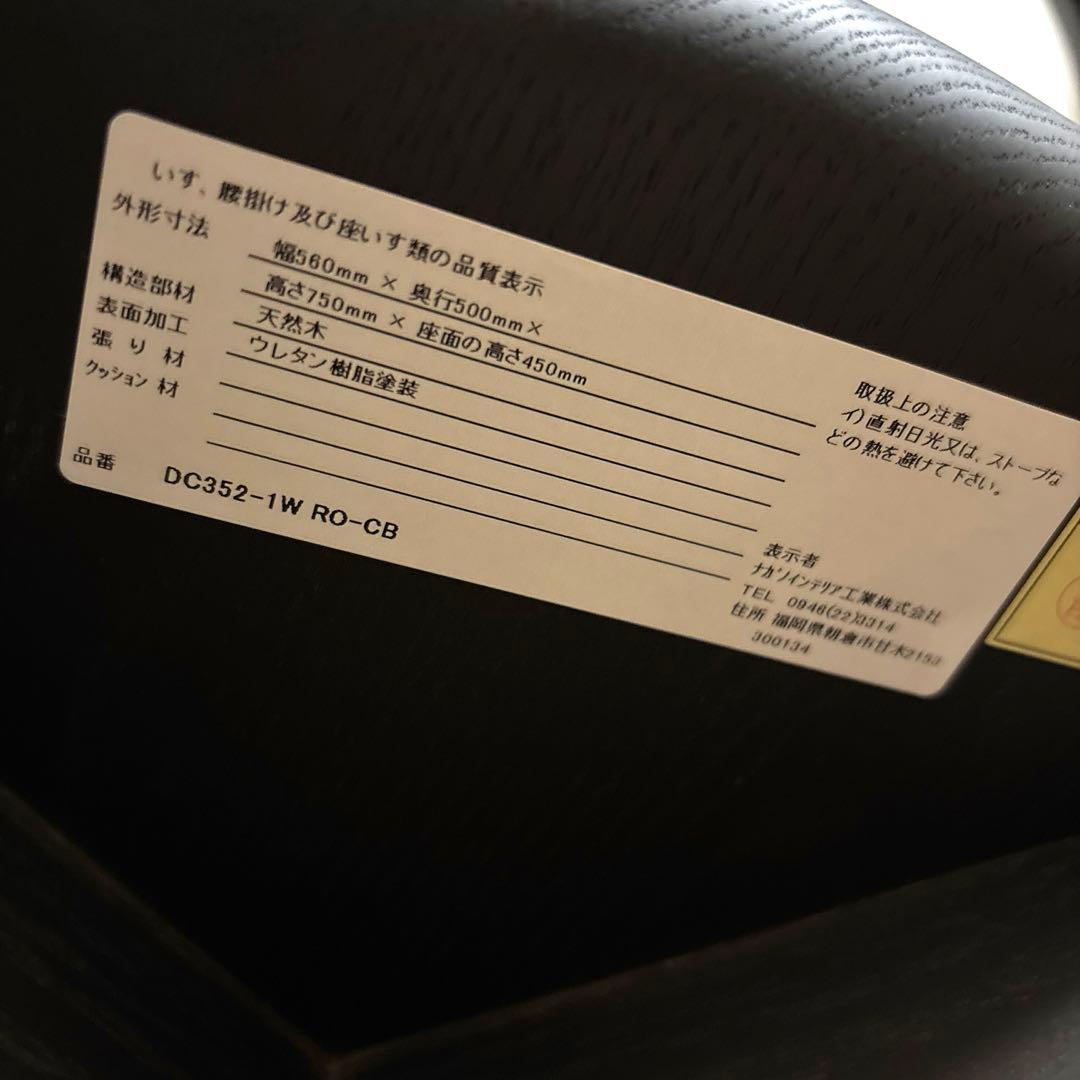 いす、腰掛け及び座いす類の品質表示
外形寸法 幅560mm × 奥行500mm×
高さ750mm × 座面の高さ450mm
構造部材 天然木
表面加工 ウレタン樹脂塗装
張り材
クッション材
品番 DC352-1W RO-CB
取扱上の注意
イ)直射日光又は、ストーブな
どの熱を避けて下さい。
表示者
ナカソインテリア工業株式会社
TEL 0946(22)3314
住所 福岡県朝倉市甘木2153
300134